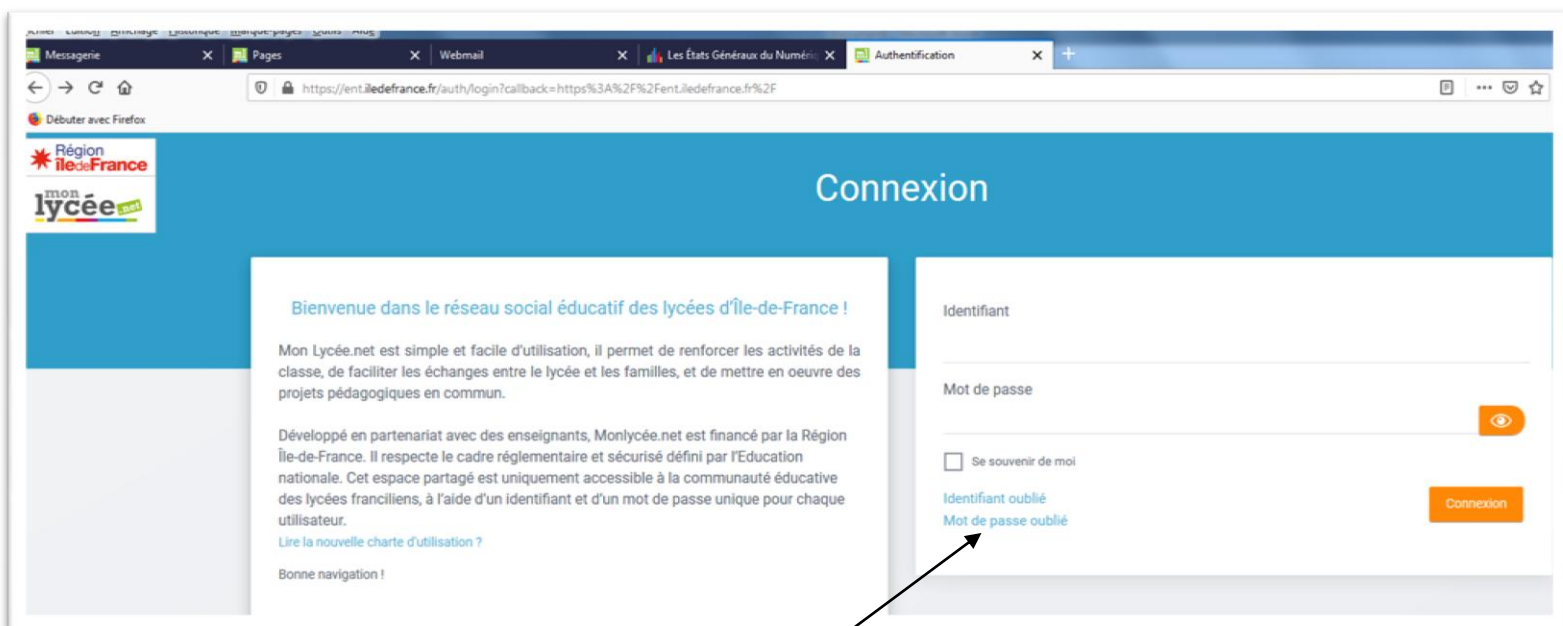 Messagerie
Pages
Webmail
Les États Généraux du Numéric
Authentification
https://ent.iledefrance.fr/auth/login?callback=https%3A%2F%2Fent.iledefrance.fr%2F
Débuter avec Firefox
Région
îledeFrance
mon
lycée.net
Connexion
Bienvenue dans le réseau social éducatif des lycées d'Île-de-France !
Mon Lycée.net est simple et facile d'utilisation, il permet de renforcer les activités de la
classe, de faciliter les échanges entre le lycée et les familles, et de mettre en oeuvre des
projets pédagogiques en commun.
Développé en partenariat avec des enseignants, Monlycée.net est financé par la Région
Île-de-France. Il respecte le cadre réglementaire et sécurisé défini par l'Education
nationale. Cet espace partagé est uniquement accessible à la communauté éducative
des lycées franciliens, à l'aide d'un identifiant et d'un mot de passe unique pour chaque
utilisateur.
Lire la nouvelle charte d'utilisation ?
Bonne navigation !
Identifiant
Mot de passe
Se souvenir de moi
Identifiant oublié
Mot de passe oublié
Connexion